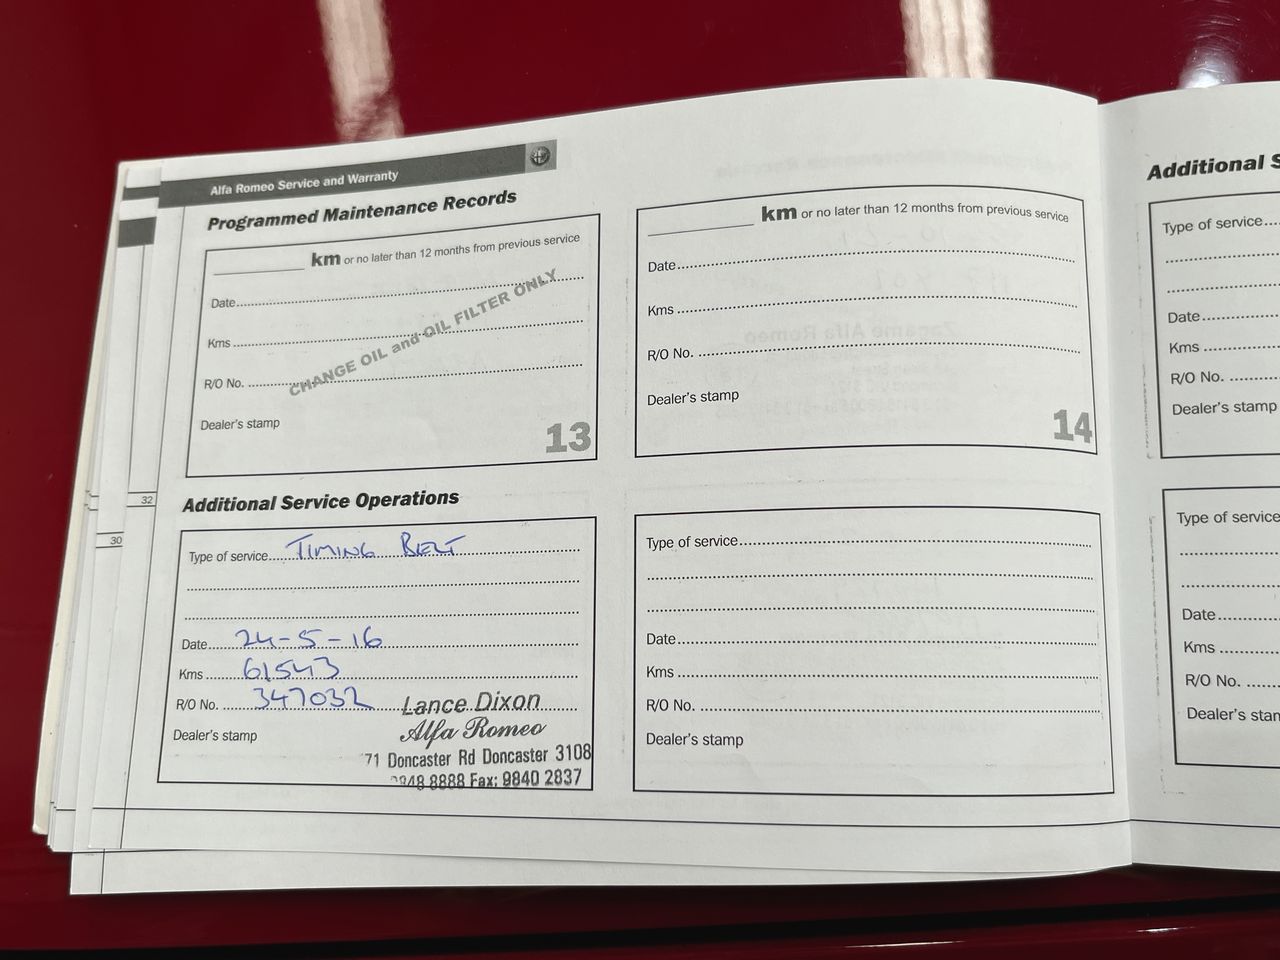 Alfa Romeo Service and Warranty
Programmed Maintenance Records
km or no later than 12 months from previous service
Date
Kms
R/O No.
Dealer's stamp
CHANGE OIL and OIL FILTER ONLY
13
km or no later than 12 months from previous service
Date
Kms
R/O No.
Dealer's stamp
14
Additional Service Operations
Type of service TIMING BELT
Date 24-5-16
Kms 61543
R/O No. 347032
Dealer's stamp
Lance Dixon
Alfa Romeo
71 Doncaster Rd Doncaster 3108
948 8888 Fax: 9840 2837
Type of service
Date
Kms
R/O No.
Dealer's stamp
32
30
Additional S
Type of service
Date
Kms
R/O No.
Dealer's stamp
Type of service
Date
Kms
R/O No.
Dealer's stan